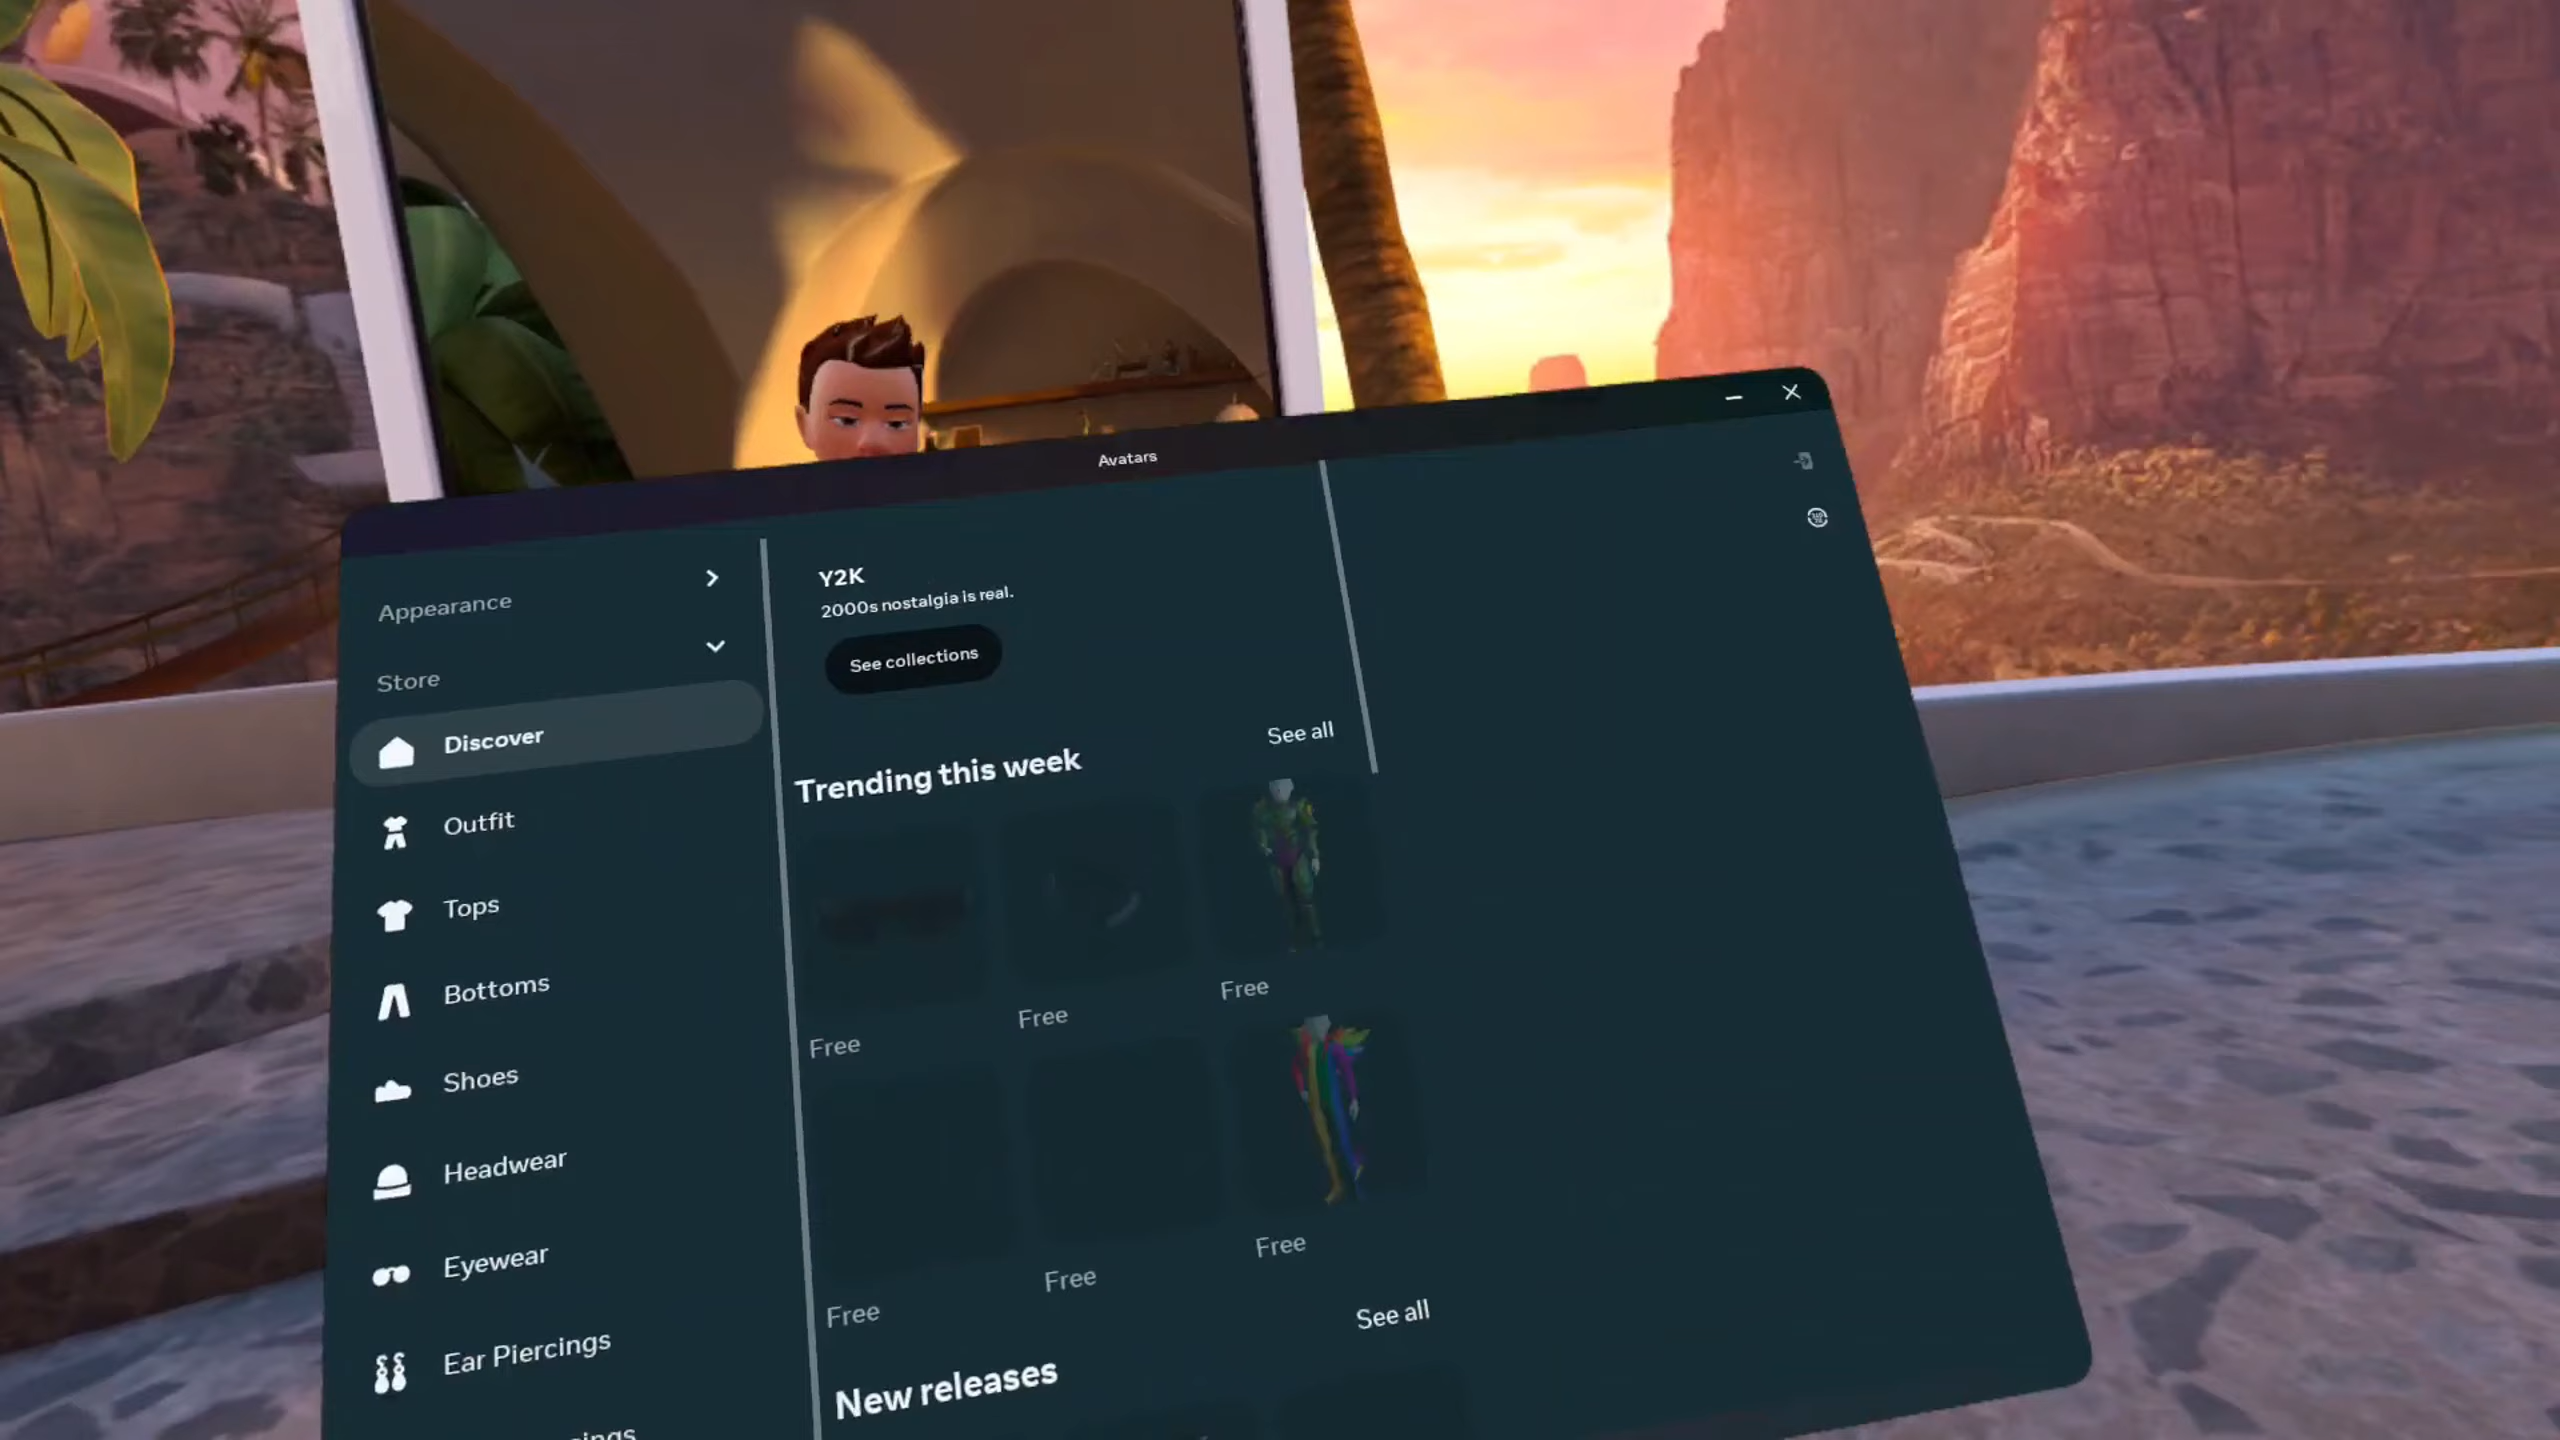 Avatars
Appearance
Store
Discover
Outfit
Tops
Bottoms
Shoes
Headwear
Eyewear
Ear Piercings
Y2K
2000s nostalgia is real.
See collections
Trending this week
See all
Free
Free
Free
Free
Free
Free
New releases
See all